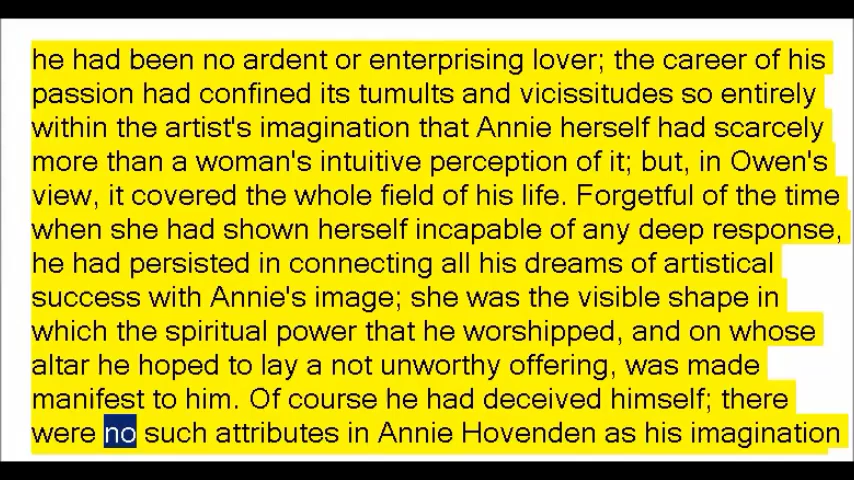 he had been no ardent or enterprising lover; the career of his
passion had confined its tumults and vicissitudes so entirely
within the artist's imagination that Annie herself had scarcely
more than a woman's intuitive perception of it; but, in Owen's
view, it covered the whole field of his life. Forgetful of the time
when she had shown herself incapable of any deep response,
he had persisted in connecting all his dreams of artistical
success with Annie's image; she was the visible shape in
which the spiritual power that he worshipped, and on whose
altar he hoped to lay a not unworthy offering, was made
manifest to him. Of course he had deceived himself; there
were no such attributes in Annie Hovenden as his imagination